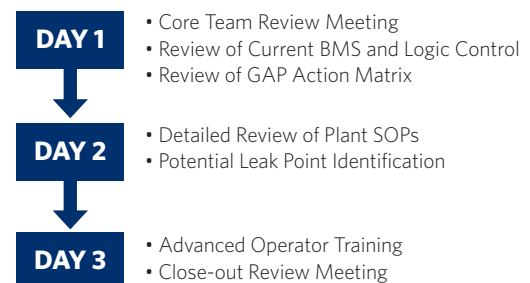 DAY 1
• Core Team Review Meeting
• Review of Current BMS and Logic Control
• Review of GAP Action Matrix
DAY 2
• Detailed Review of Plant SOPs
• Potential Leak Point Identification
DAY 3
• Advanced Operator Training
• Close-out Review Meeting